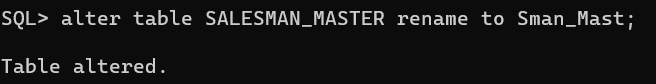 SQL> alter table SALESMAN_MASTER rename to Sman_Mast;
Table altered.